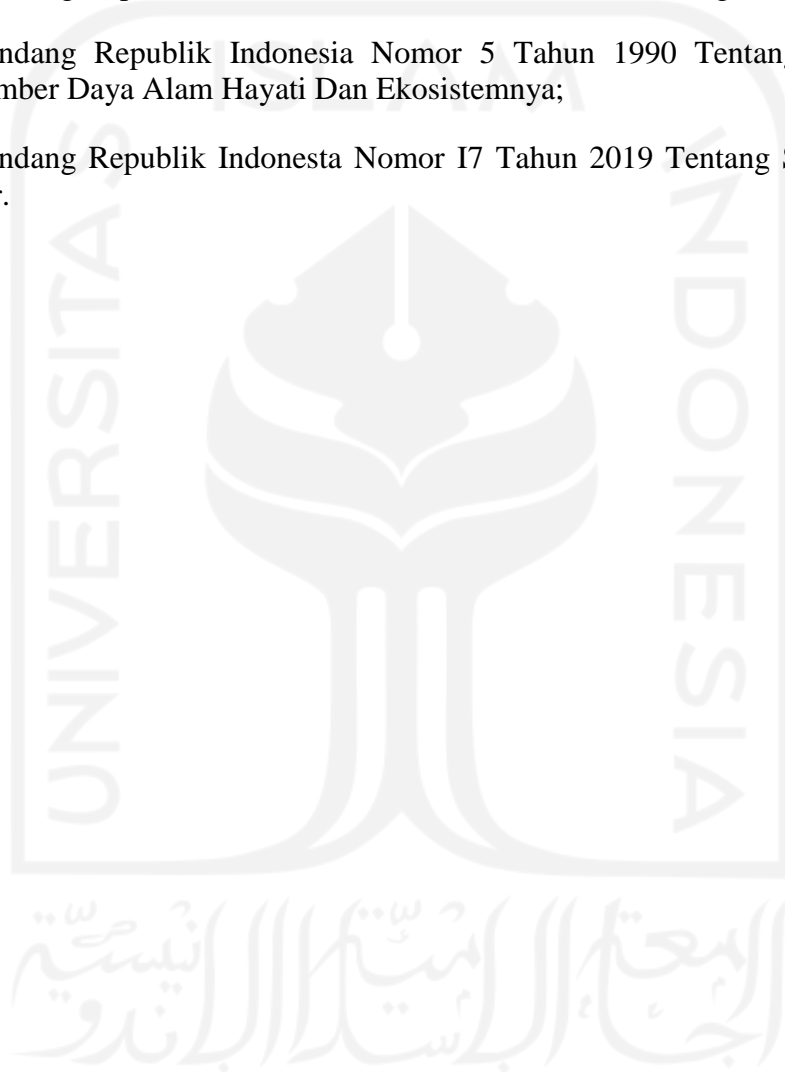 ndang Republik Indonesia Nomor 5 Tahun 1990 Tentang
mber Daya Alam Hayati Dan Ekosistemnya;
ndang Republik Indonesta Nomor I7 Tahun 2019 Tentang S
r.
ISLAM
UNIVERSITAS
INDONESIA